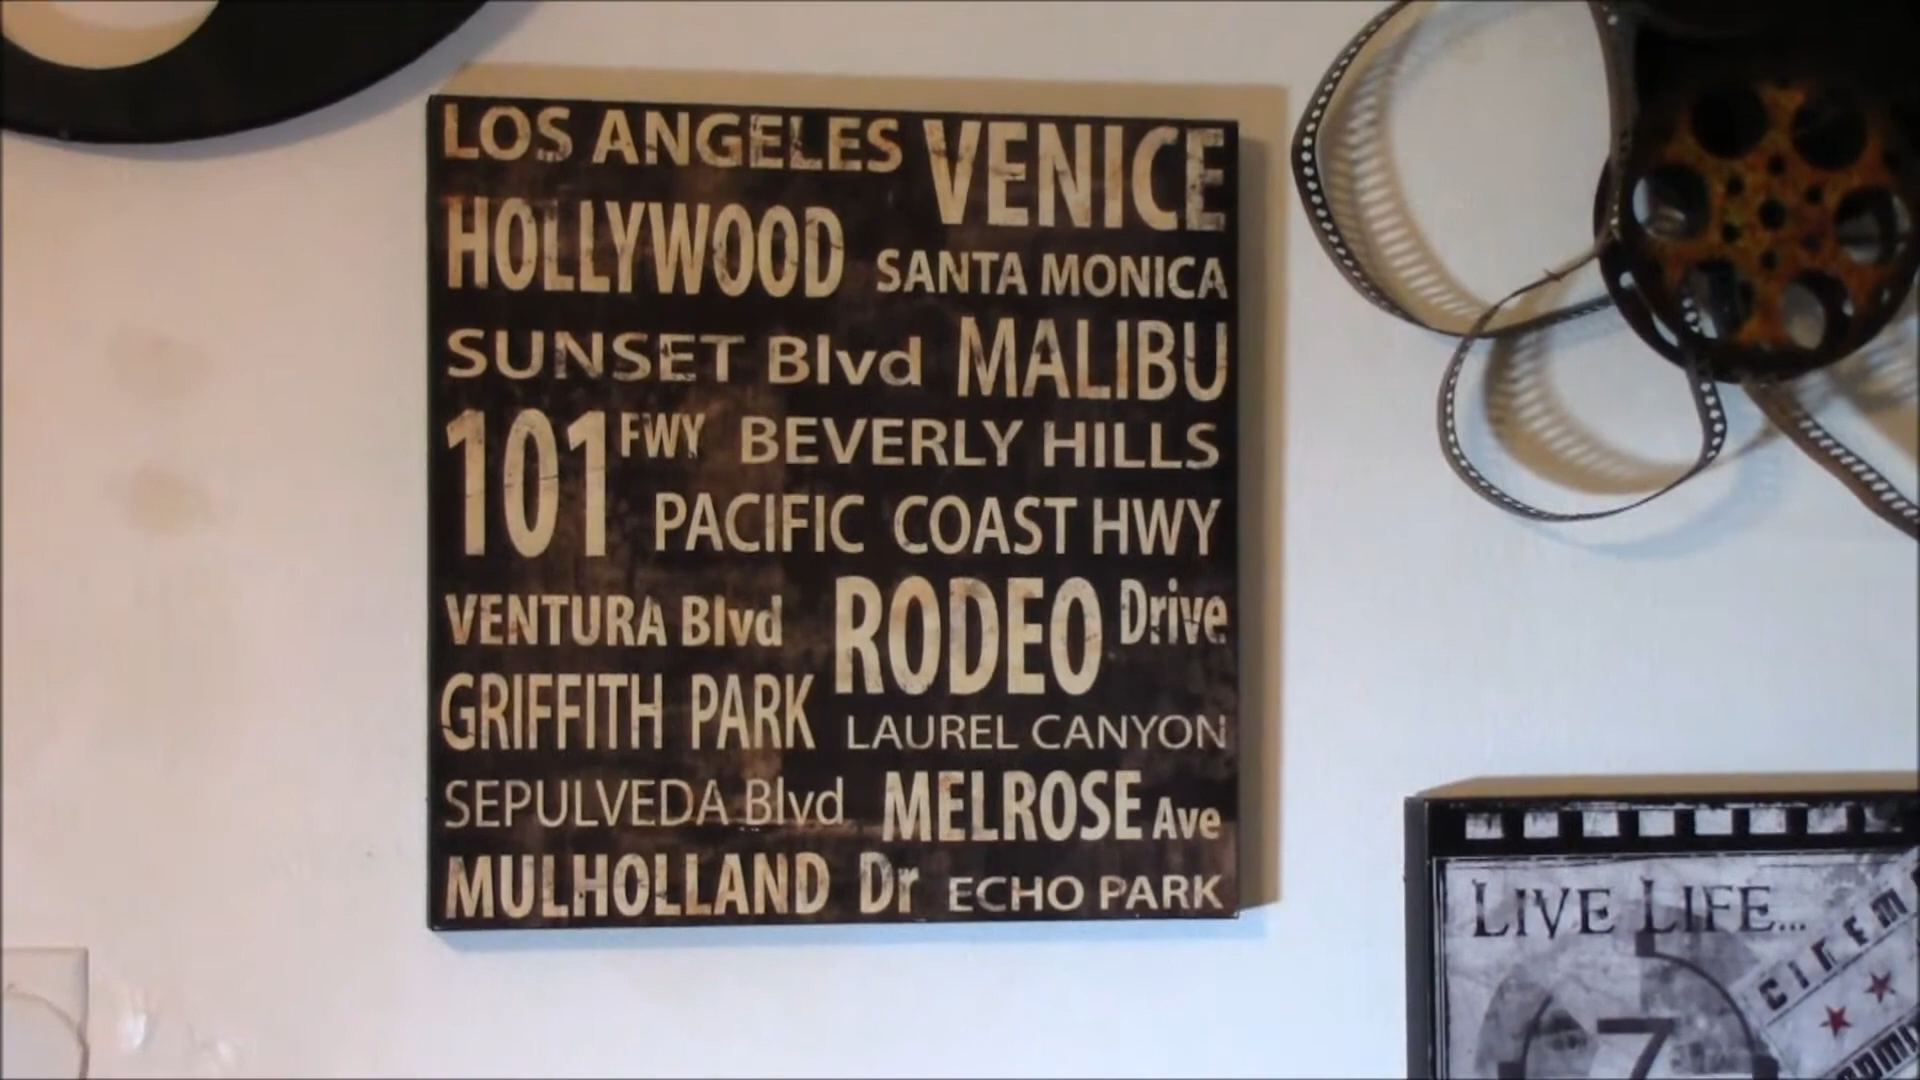 LOS ANGELES VENICE
HOLLYWOOD SANTA MONICA
SUNSET Blvd MALIBU
101 FWY BEVERLY HILLS
PACIFIC COAST HWY
VENTURA Blvd RODEO Drive
GRIFFITH PARK LAUREL CANYON
SEPULVEDA Blvd MELROSE Ave
MULHOLLAND Dr ECHO PARK
LIVE LIFE...
7